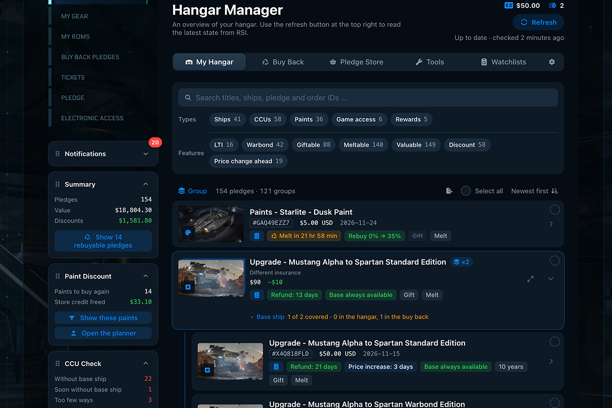 MY GEAR
MY ROMS
BUY BACK PLEDGES
TICKETS
PLEDGE
ELECTRONIC ACCESS
Hangar Manager
An overview of your hangar. Use the refresh button at the top right to read
the latest state from RSI.
$50.00
2
Refresh
Up to date · checked 2 minutes ago
My Hangar
Buy Back
Pledge Store
Tools
Watchlists
Search titles, ships, pledge and order IDs ...
Types
Ships 41
CCUs 58
Paints 36
Game access 6
Rewards 5
Features
LTI 16
Warbond 42
Giftable 88
Meltable 140
Valuable 149
Discount 58
Price change ahead 19
Group
154 pledges · 121 groups
Select all
Newest first
Notifications
20
Summary
Pledges 154
Value $18,804.30
Discounts $1,581.80
Show 14
rebuyable pledges
Paint Discount
Paints to buy again 14
Store credit freed $33.10
Show these paints
Open the planner
CCU Check
Without base ship 22
Soon without base ship 1
Too few ways 3
Paints - Starlite - Dusk Paint
#GAQ49EZZ7 $5.00 USD 2026-11-24
Melt in 21 hr 58 min
Rebuy 0% → 35%
Gift
Melt
Upgrade - Mustang Alpha to Spartan Standard Edition
×2
Different insurance
$90 -$10
Refund: 13 days
Base always available
Gift
Melt
Base ship 1 of 2 covered · 0 in the hangar, 1 in the buy back
Upgrade - Mustang Alpha to Spartan Standard Edition
#X4Q818FLD $50.00 USD 2026-11-15
Refund: 21 days
Price increase: 3 days
Base always available
10 years
Gift
Melt
Upgrade - Mustang Alpha to Spartan Warbond Edition